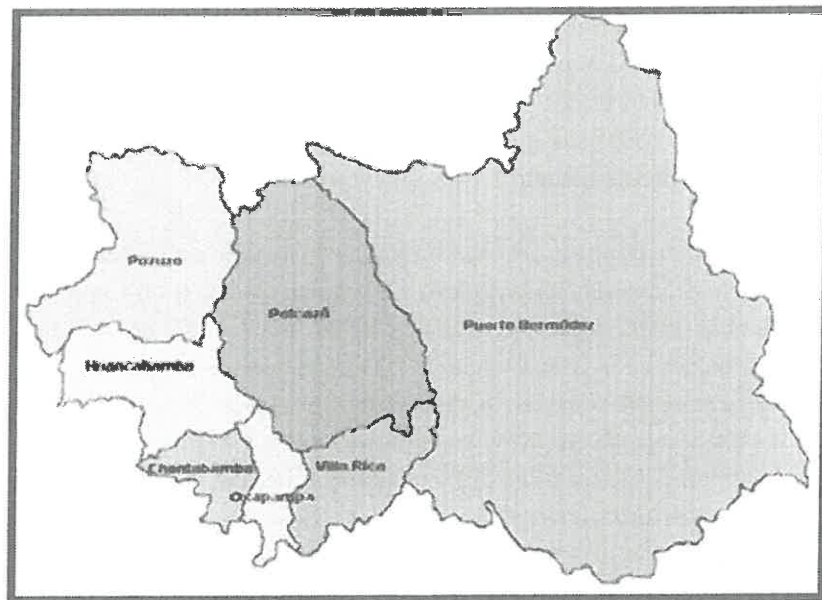 Pozuzo
Palcazú
Puerto Bermúdez
Huancabamba
Chontabamba
Villa Rica
Oxapampa